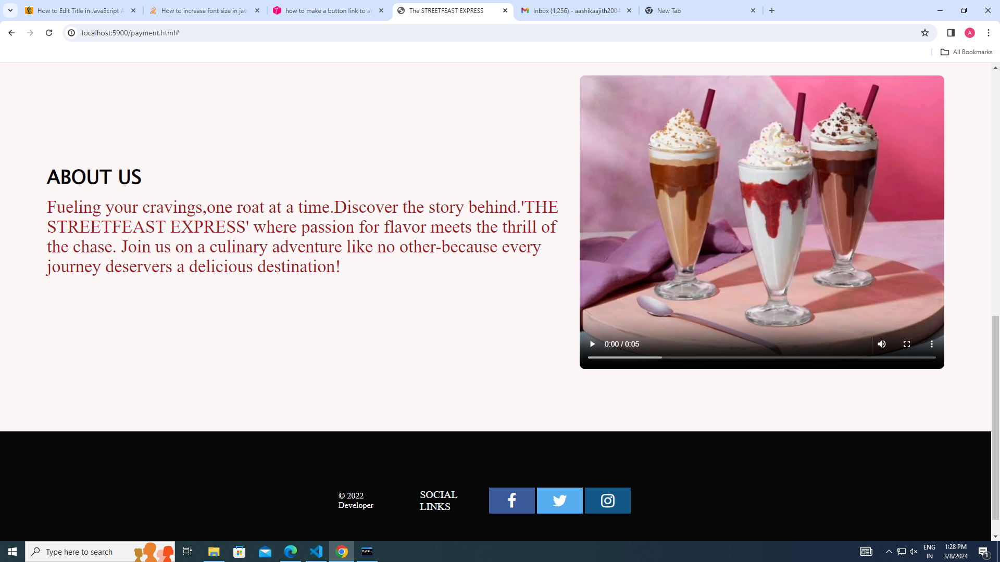 How to Edit Title in JavaScript A
How to increase font size in java
how to make a button link to an
The STREETFEAST EXPRESS
Inbox (1,256) - aashikaajith2004
New Tab
localhost:5900/payment.html#
A
All Bookmarks
ABOUT US
Fueling your cravings,one roat at a time.Discover the story behind.'THE
STREETFEAST EXPRESS' where passion for flavor meets the thrill of
the chase. Join us on a culinary adventure like no other-because every
journey deservers a delicious destination!
0:00 / 0:05
© 2022
Developer
SOCIAL
LINKS
Type here to search
ENG
IN
1:28 PM
3/8/2024
1